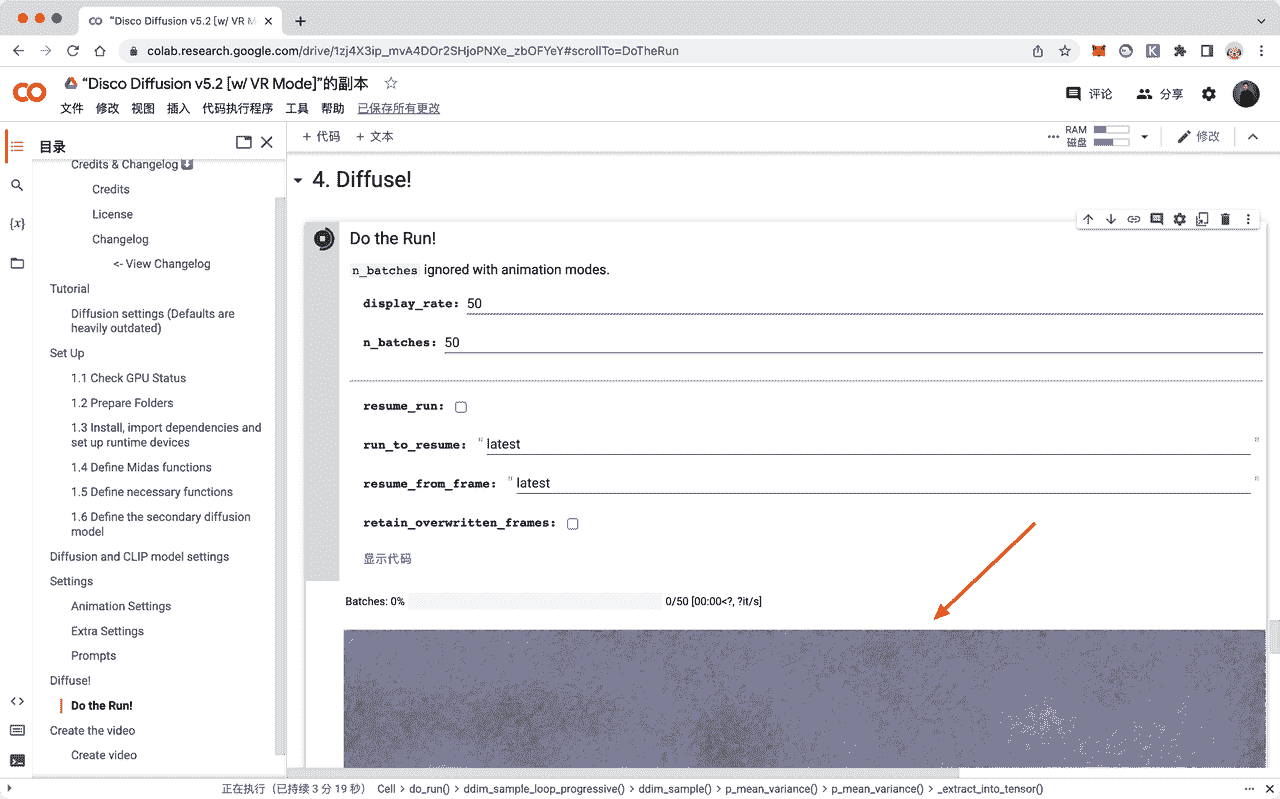 "Disco Diffusion v5.2 [w/ VR M
colab.research.google.com/drive/1zj4X3ip_mvA4DOr2SHjoPNXe_zbOFYeY#scrollTo=DoTheRun
“Disco Diffusion v5.2 [w/ VR Mode]”的副本
文件 修改 视图 插入 代码执行程序 工具 帮助 已保存所有更改
评论 分享
目录
+ 代码 + 文本
RAM
磁盘
修改
Credits & Changelog
Credits
License
Changelog
<- View Changelog
Tutorial
Diffusion settings (Defaults are
heavily outdated)
Set Up
1.1 Check GPU Status
1.2 Prepare Folders
1.3 Install, import dependencies and
set up runtime devices
1.4 Define Midas functions
1.5 Define necessary functions
1.6 Define the secondary diffusion
model
Diffusion and CLIP model settings
Settings
Animation Settings
Extra Settings
Prompts
Diffuse!
Do the Run!
Create the video
Create video
{x}
4. Diffuse!
Do the Run!
n_batches ignored with animation modes.
display_rate: 50
n_batches: 50
resume_run:
run_to_resume: "latest"
resume_from_frame: "latest"
retain_overwritten_frames:
显示代码
Batches: 0% 0/50 [00:00<?, ?it/s]
正在执行（已持续 3 分 19 秒） Cell > do_run() > ddim_sample_loop_progressive() > ddim_sample() > p_mean_variance() > p_mean_variance() > _extract_into_tensor()